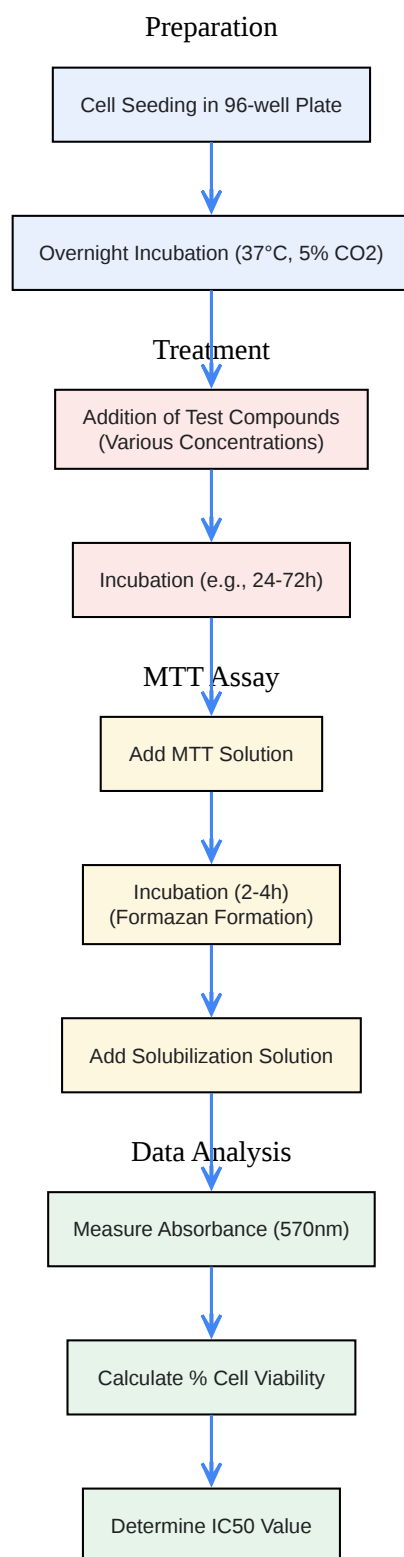 Preparation
Cell Seeding in 96-well Plate
Overnight Incubation (37°C, 5% CO2)
Treatment
Addition of Test Compounds
(Various Concentrations)
Incubation (e.g., 24-72h)
MTT Assay
Add MTT Solution
Incubation (2-4h)
(Formazan Formation)
Add Solubilization Solution
Data Analysis
Measure Absorbance (570nm)
Calculate % Cell Viability
Determine IC50 Value